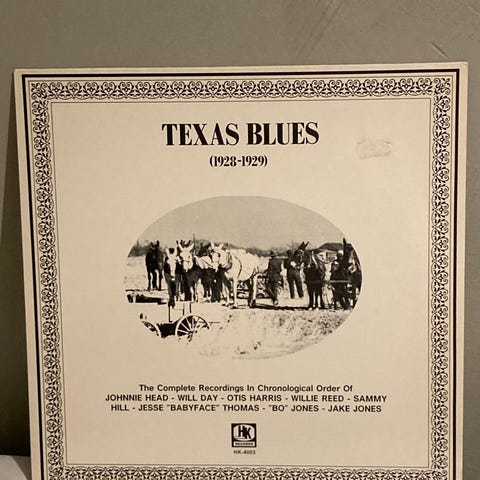 TEXAS BLUES
(1928-1929)
The Complete Recordings In Chronological Order Of
JOHNNIE HEAD - WILL DAY - OTIS HARRIS - WILLIE REED - SAMMY
HILL - JESSE "BABYFACE" THOMAS - "BO" JONES - JAKE JONES
HK
RECORDS
HK-4003